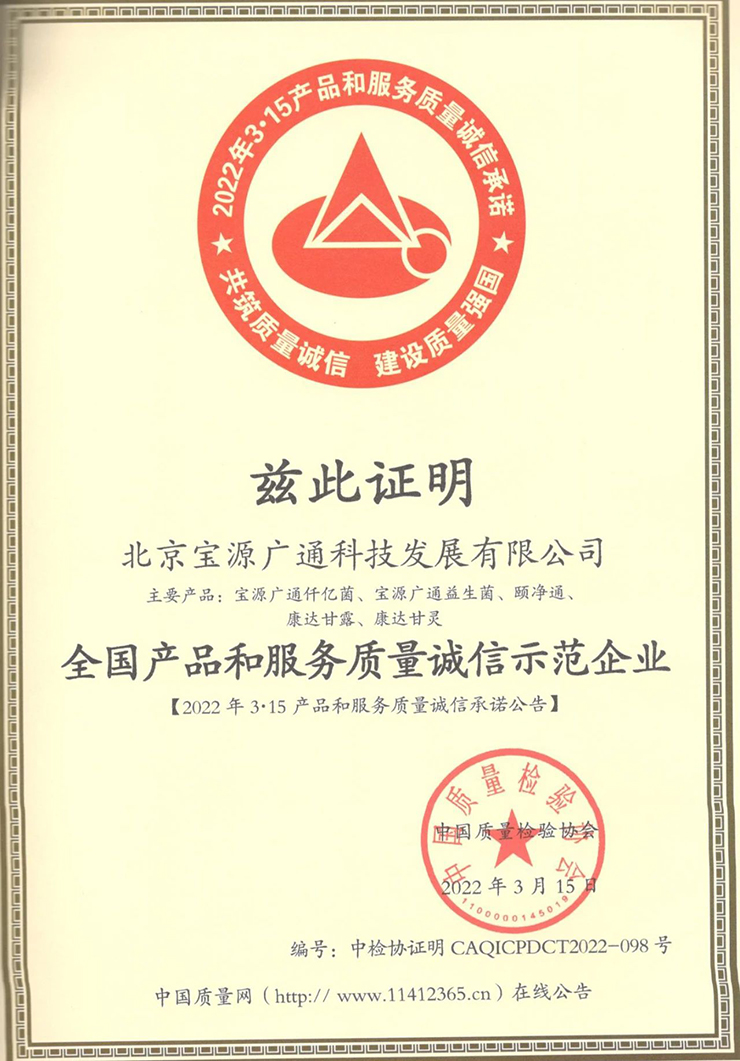 2022年3·15产品和服务质量诚信承诺
★ 共筑质量诚信 建设质量强国 ★
兹此证明
北京宝源广通科技发展有限公司
主要产品：宝源广通仟亿菌、宝源广通益生菌、颐净通、
康达甘露、康达甘灵
全国产品和服务质量诚信示范企业
【2022 年 3·15 产品和服务质量诚信承诺公告】
中国质量检验协会
中国质量检验协会
2022 年 3 月 15 日
1100000145019
编号：中检协证明 CAQICPDCT2022-098 号
中国质量网（http:// www.11412365.cn）在线公告